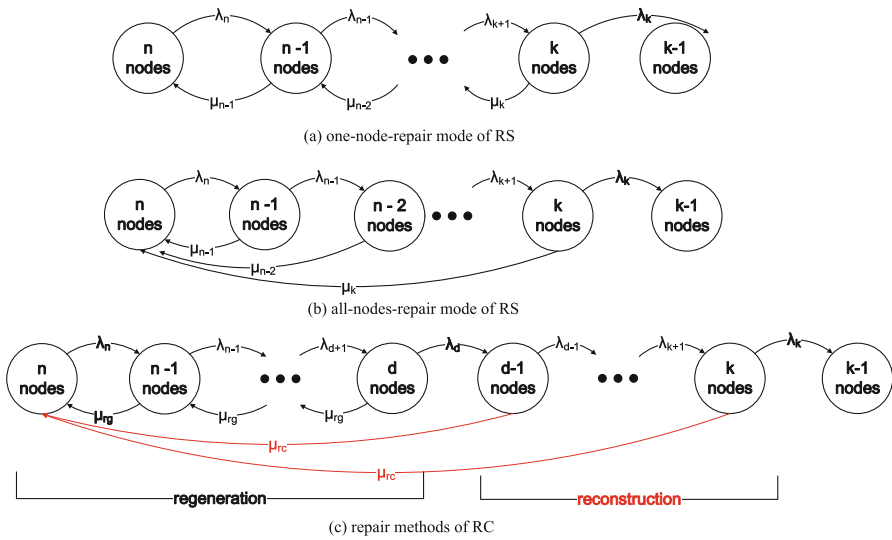 λn λn-1 λk+1 λk
n nodes n -1 nodes k nodes k-1 nodes
μn-1 μn-2 μk
(a) one-node-repair mode of RS
λn λn-1 λk+1 λk
n nodes n -1 nodes n - 2 nodes k nodes k-1 nodes
μn-1
μn-2
μk
(b) all-nodes-repair mode of RS
λn λn-1 λd+1 λd λd-1 λk+1 λk
n nodes n -1 nodes d nodes d-1 nodes k nodes k-1 nodes
μrg μrg μrg
μrc
μrc
regeneration reconstruction
(c) repair methods of RC